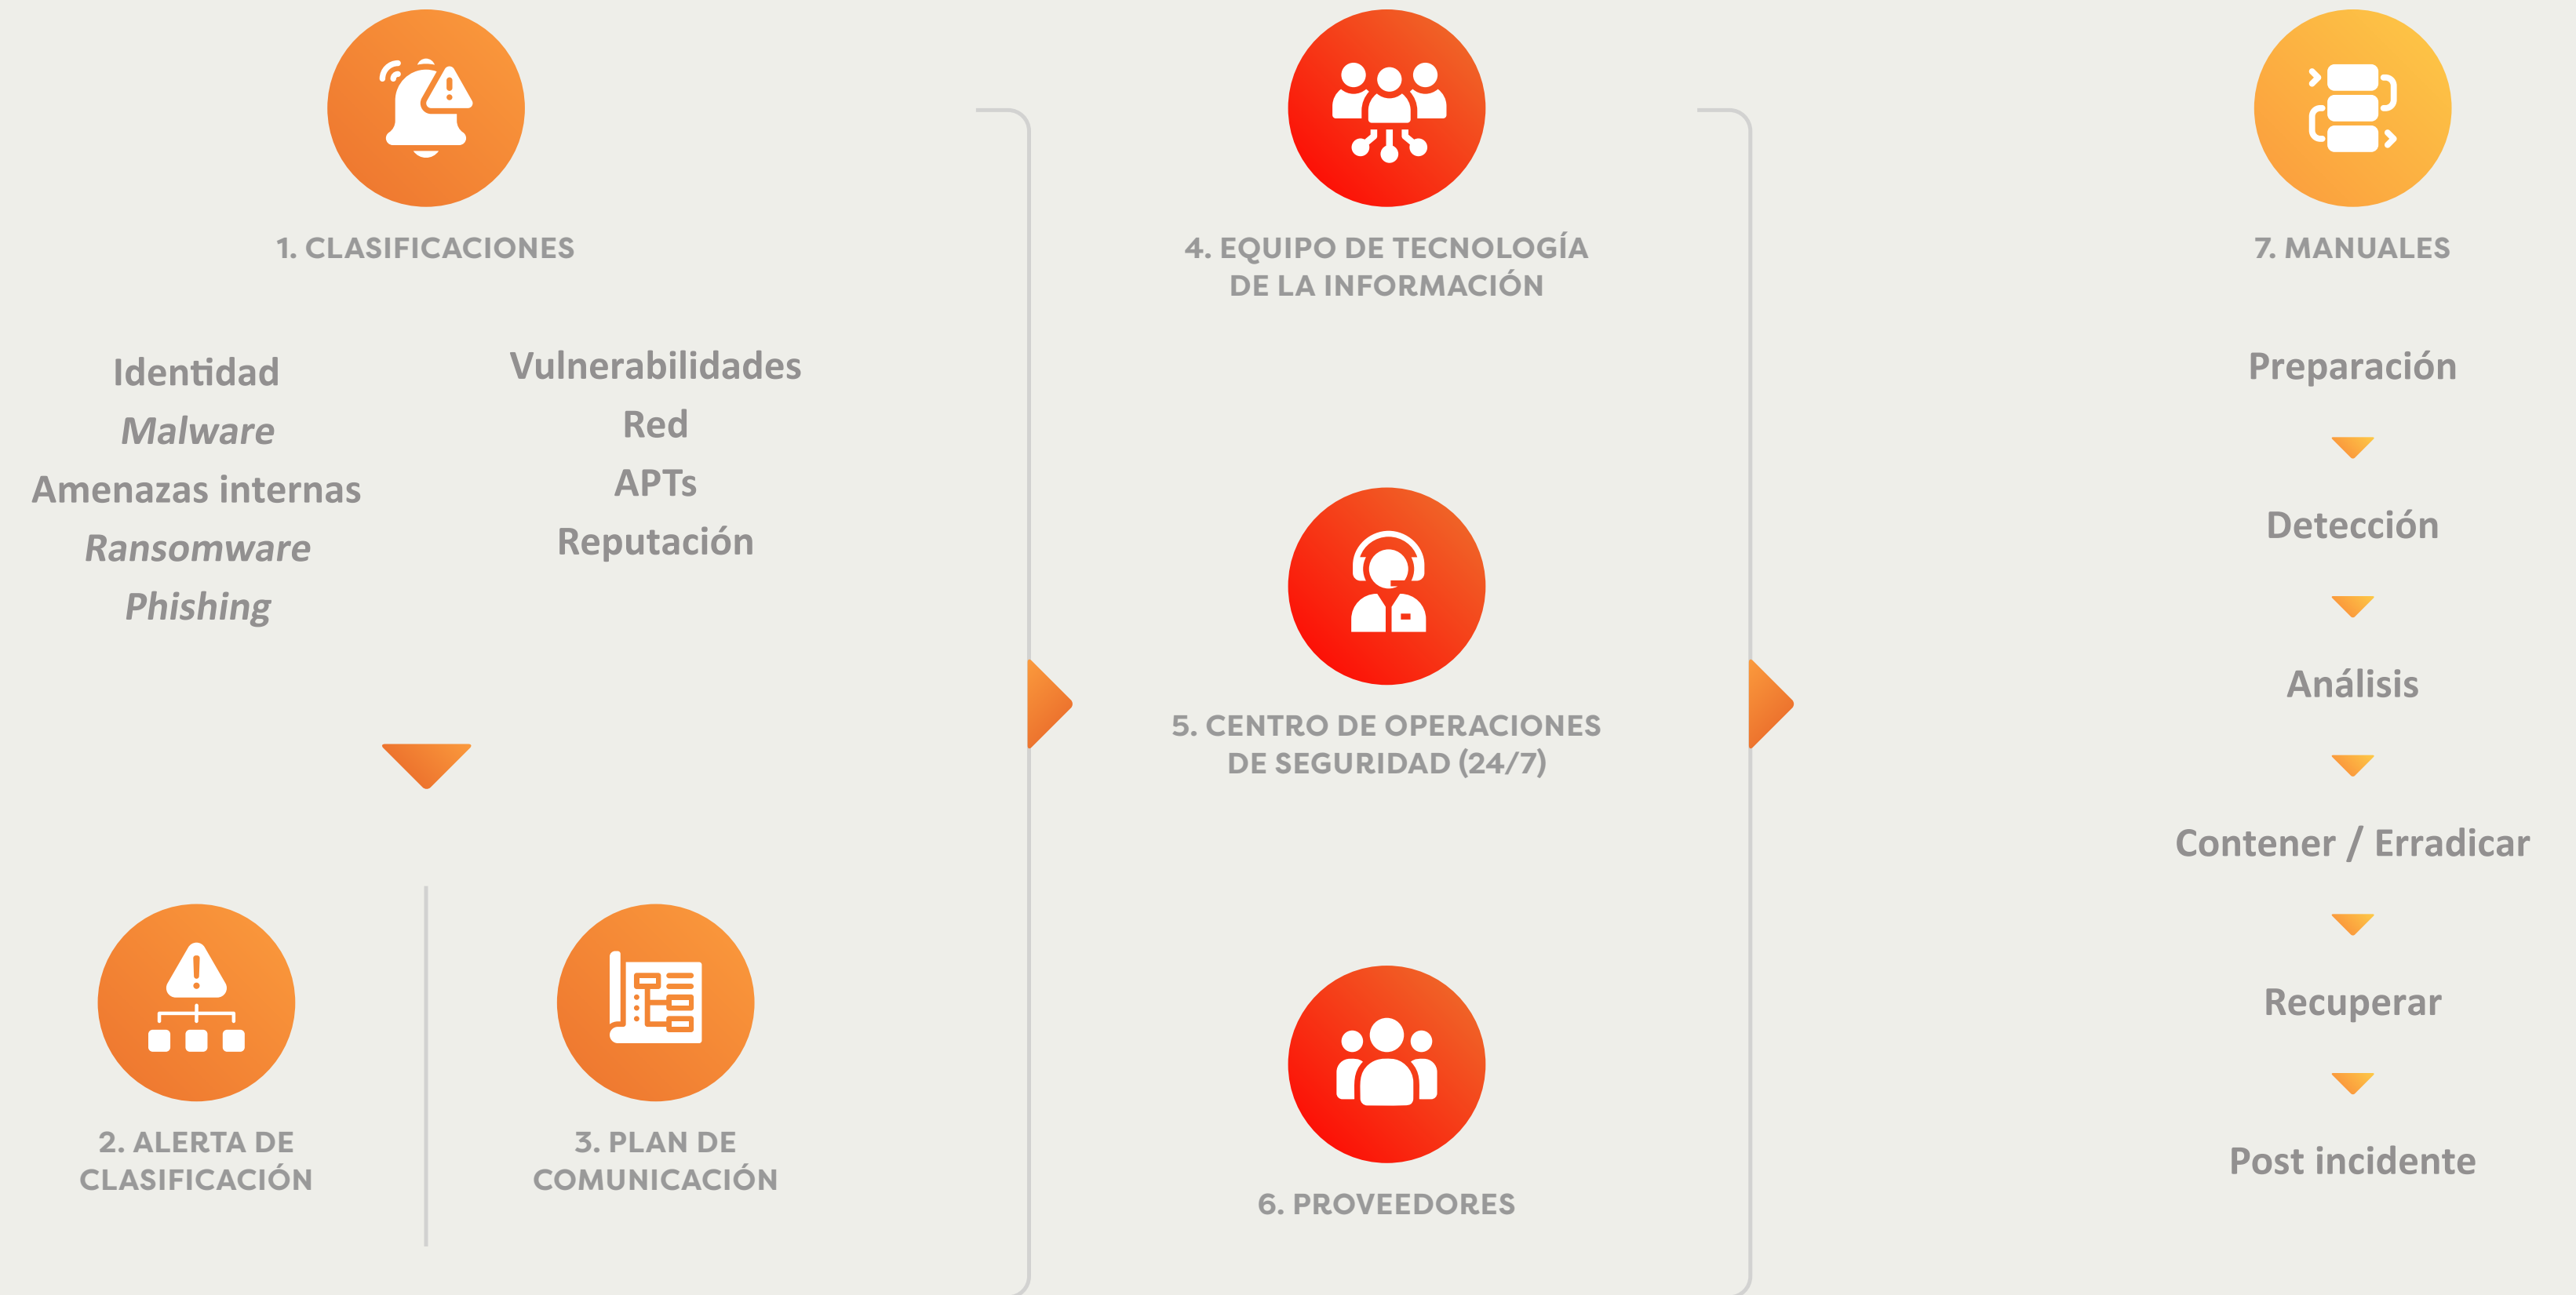 1. CLASIFICACIONES
Identidad
Malware
Amenazas internas
Ransomware
Phishing
Vulnerabilidades
Red
APTs
Reputación
2. ALERTA DE
CLASIFICACIÓN
3. PLAN DE
COMUNICACIÓN
4. EQUIPO DE TECNOLOGÍA
DE LA INFORMACIÓN
5. CENTRO DE OPERACIONES
DE SEGURIDAD (24/7)
6. PROVEEDORES
7. MANUALES
Preparación
Detección
Análisis
Contener / Erradicar
Recuperar
Post incidente